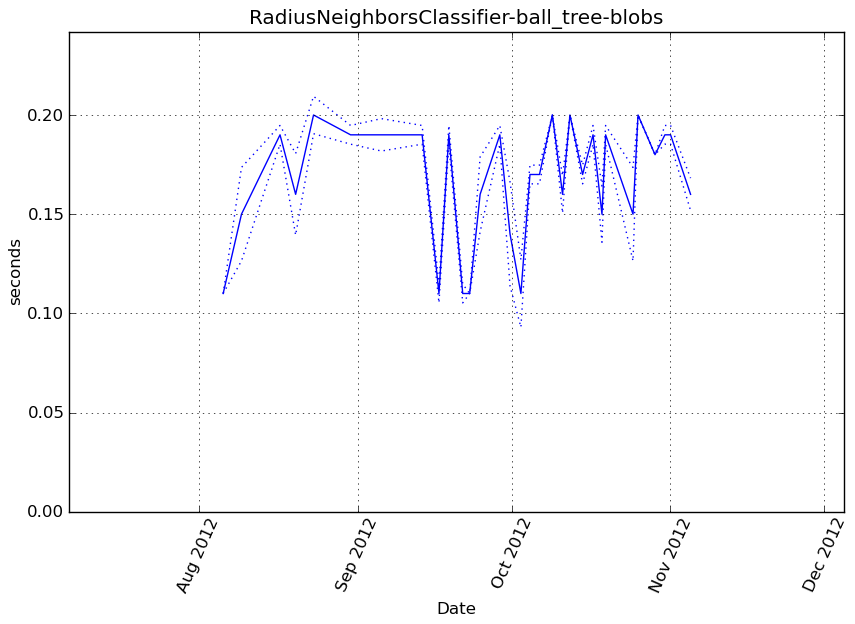 RadiusNeighborsClassifier-ball_tree-blobs
0.20
0.15
0.10
0.05
0.00
seconds
Aug 2012
Sep 2012
Oct 2012
Nov 2012
Dec 2012
Date